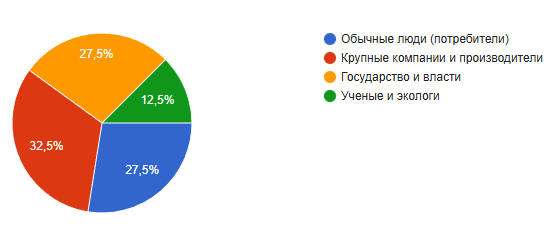 27,5%
12,5%
32,5%
27,5%
Обычные люди (потребители)
Крупные компании и производители
Государство и власти
Ученые и экологи